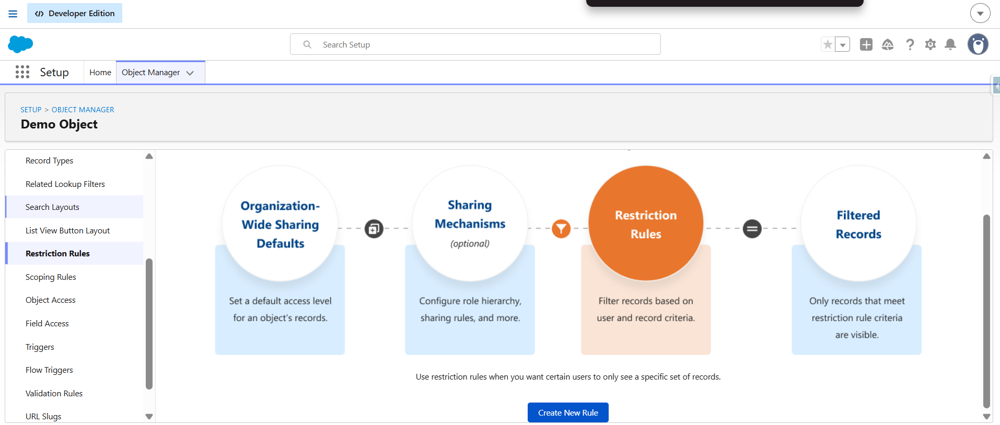 Developer Edition
Search Setup
Setup
Home
Object Manager
SETUP > OBJECT MANAGER
Demo Object
Record Types
Related Lookup Filters
Search Layouts
List View Button Layout
Restriction Rules
Scoping Rules
Object Access
Field Access
Triggers
Flow Triggers
Validation Rules
URL Slugs
Organization-
Wide Sharing
Defaults
Set a default access level
for an object's records.
Sharing
Mechanisms
(optional)
Configure role hierarchy,
sharing rules, and more.
Restriction
Rules
Filter records based on
user and record criteria.
Filtered
Records
Only records that meet
restriction rule criteria
are visible.
Use restriction rules when you want certain users to only see a specific set of records.
Create New Rule